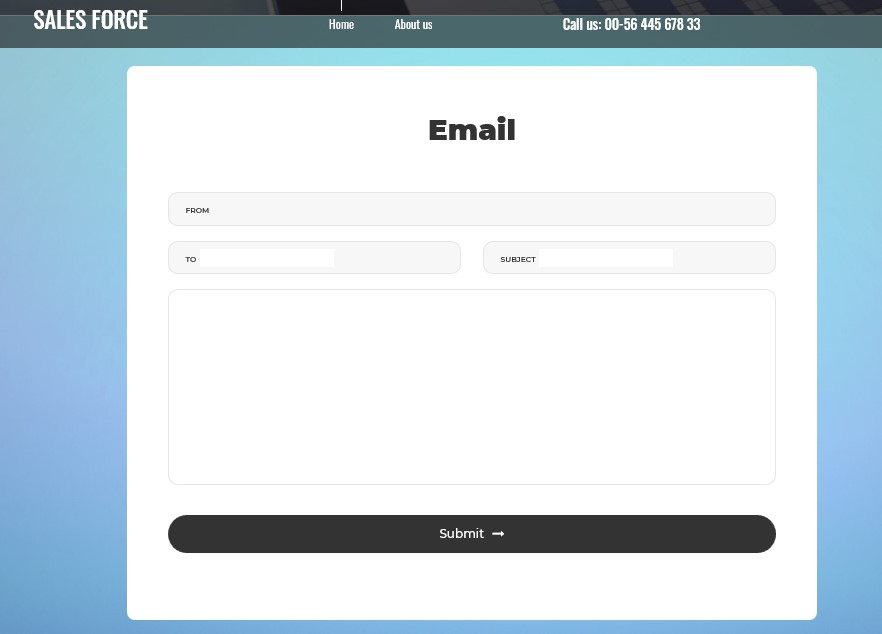 SALES FORCE
Home
About us
Call us: 00-56 445 678 33
Email
FROM
TO
SUBJECT
Submit